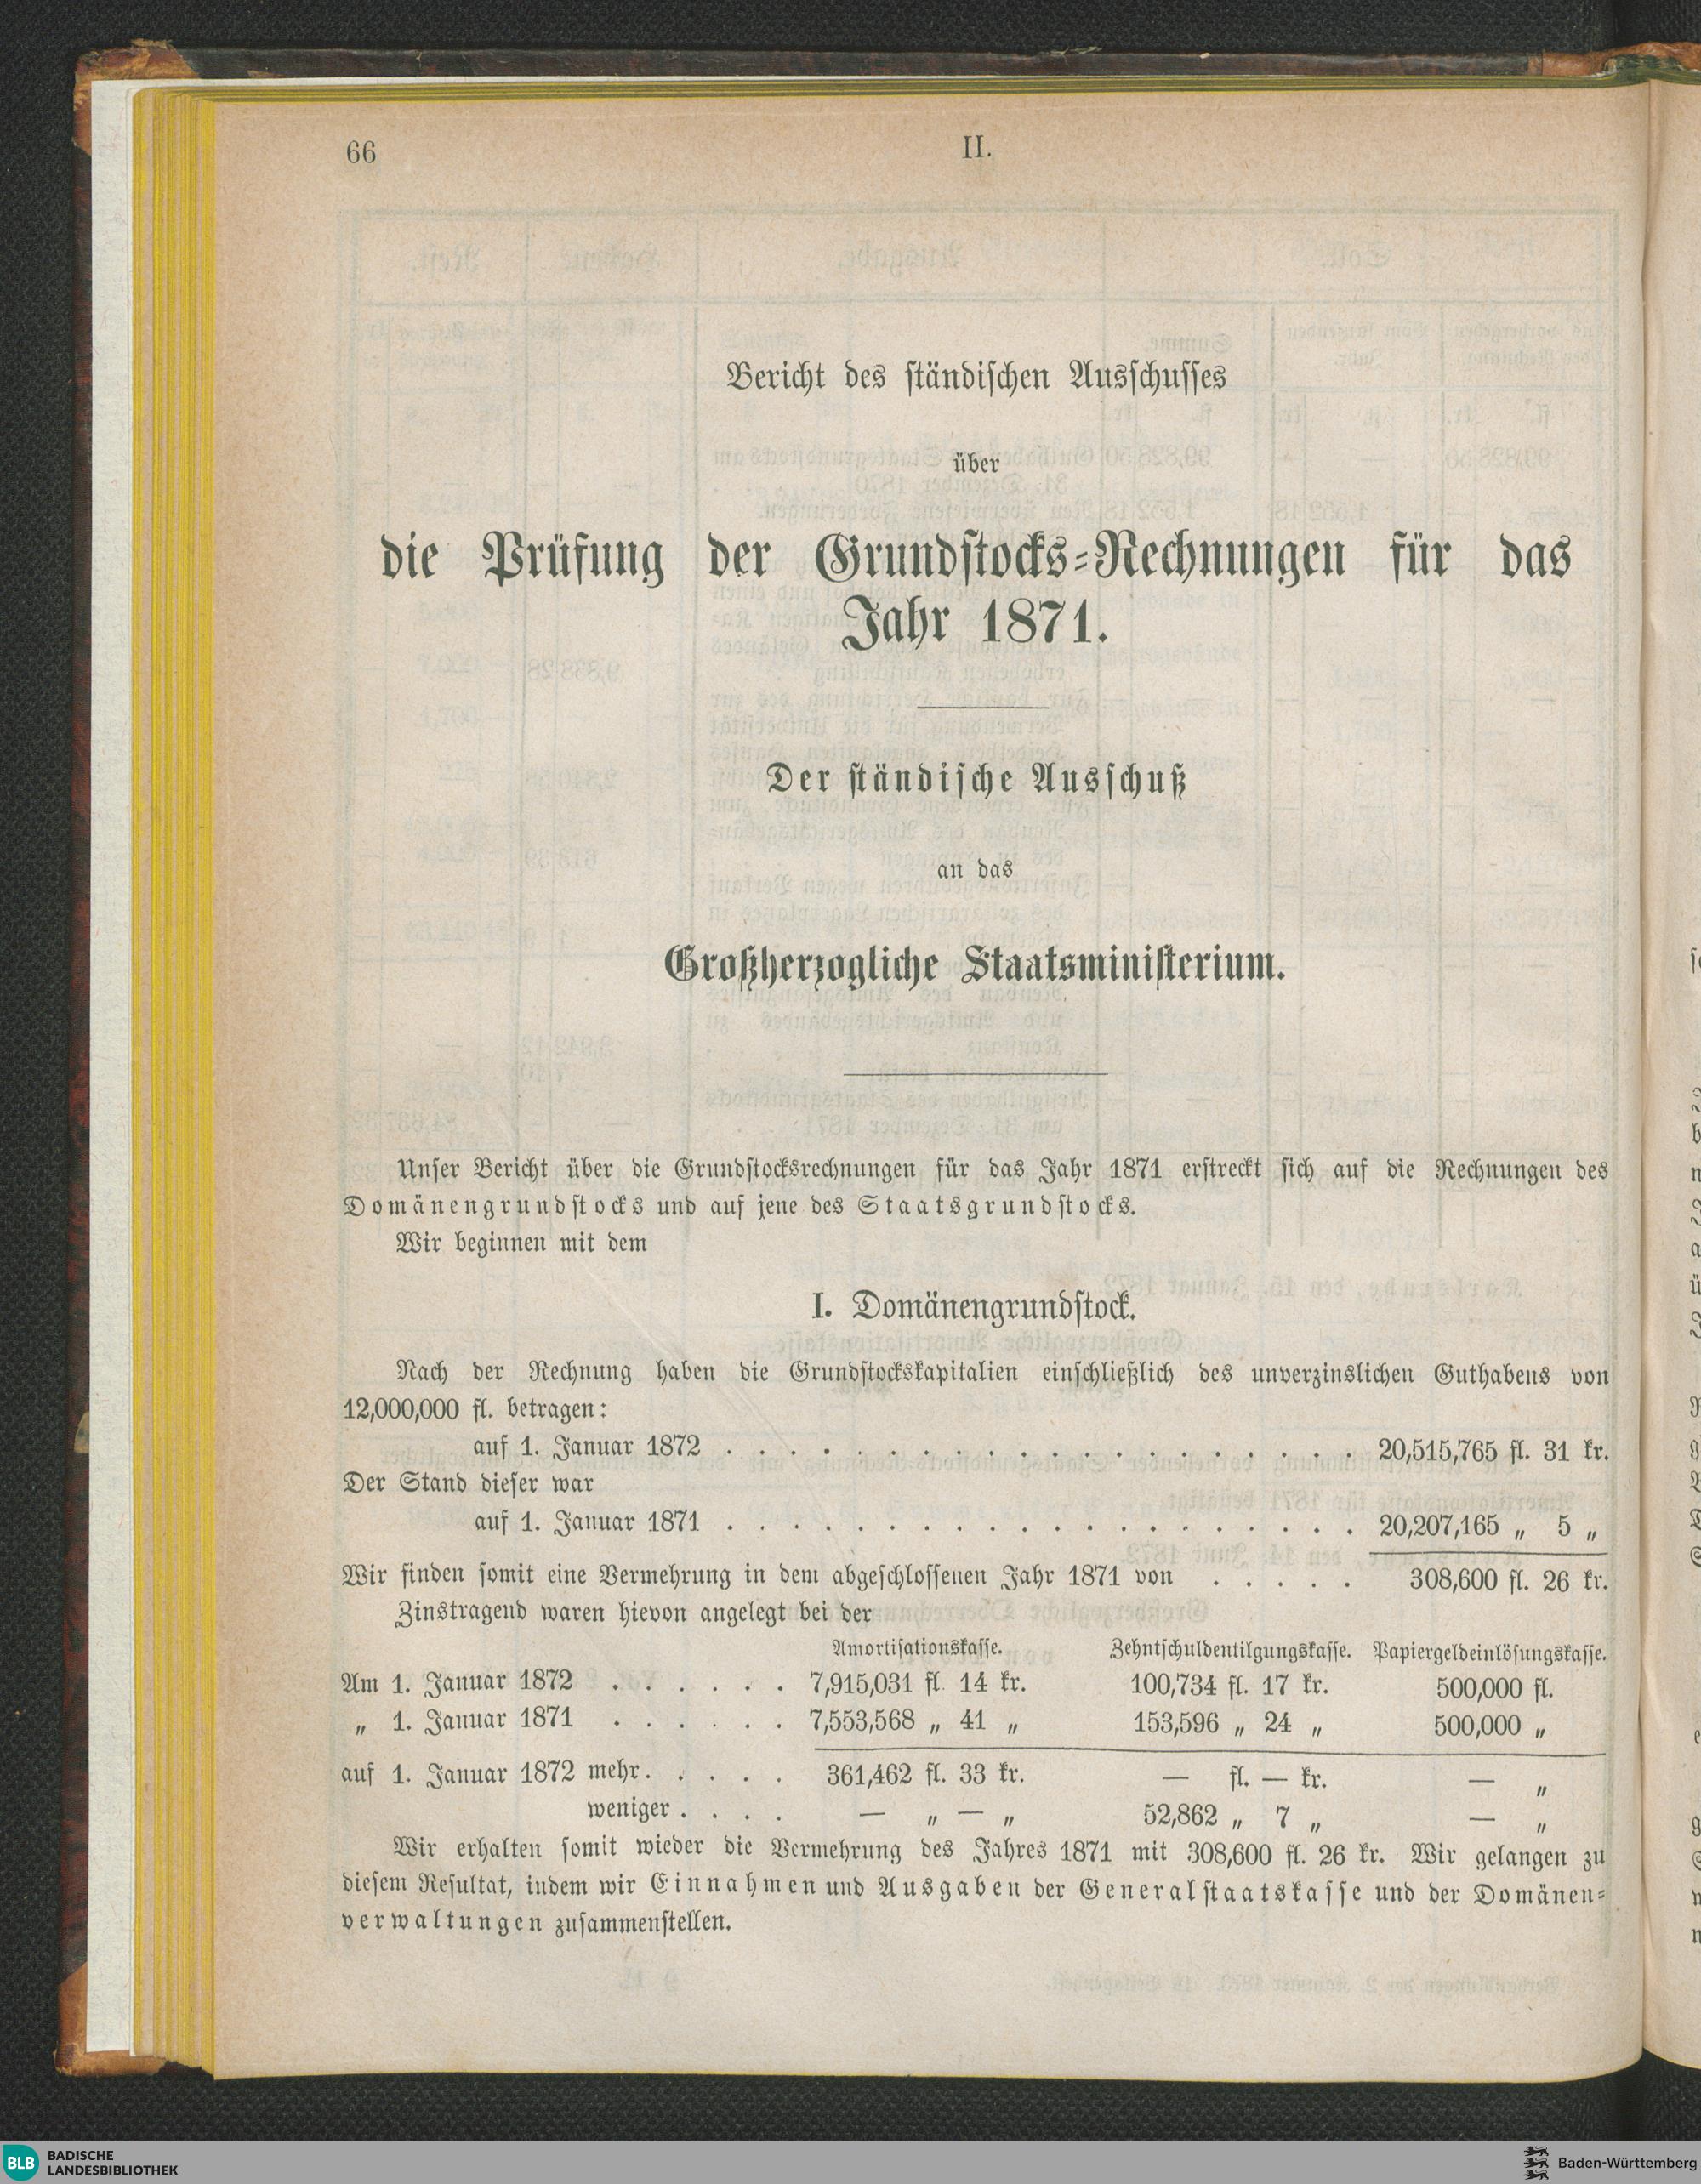 66
II.
Bericht des ständischen Ausschusses
über
die Prüfung der Grundstocks-Rechnungen für das
Jahr 1871.
Der ständische Ausschuß
an das
Großherzogliche Staatsministerium.
Unser Bericht über die Grundstocksrechnungen für das Jahr 1871 erstreckt sich auf die Rechnungen des
Domänengrundstocks und auf jene des Staatsgrundstocks.
Wir beginnen mit dem
I. Domänengrundstock.
Nach der Rechnung haben die Grundstockskapitalien einschließlich des unverzinslichen Guthabens von
12,000,000 fl. betragen:
auf 1. Januar 1872 . . . . . . . . . . . . . . . . . . . . 20,515,765 fl. 31 kr.
Der Stand dieser war
auf 1. Januar 1871 . . . . . . . . . . . . . . . . . . . . 20,207,165 „ 5 „
Wir finden somit eine Vermehrung in dem abgeschlossenen Jahr 1871 von . . . . . 308,600 fl. 26 kr.
Zinstragend waren hievon angelegt bei der
Amortisationskasse. Zehntschuldentilgungskasse. Papiergeldeinlösungskasse.
Am 1. Januar 1872 . . . . . . 7,915,031 fl. 14 kr. 100,734 fl. 17 kr. 500,000 fl.
„ 1. Januar 1871 . . . . . . 7,553,568 „ 41 „ 153,596 „ 24 „ 500,000 „
auf 1. Januar 1872 mehr . . . . . 361,462 fl. 33 kr. — fl. — kr. — „
weniger . . . . — „ — „ 52,862 „ 7 „ — „
Wir erhalten somit wieder die Vermehrung des Jahres 1871 mit 308,600 fl. 26 kr. Wir gelangen zu
diesem Resultat, indem wir Einnahmen und Ausgaben der Generalstaatskasse und der Domänen-
verwaltungen zusammenstellen.
BLB BADISCHE
LANDESBIBLIOTHEK
Baden-Württemberg